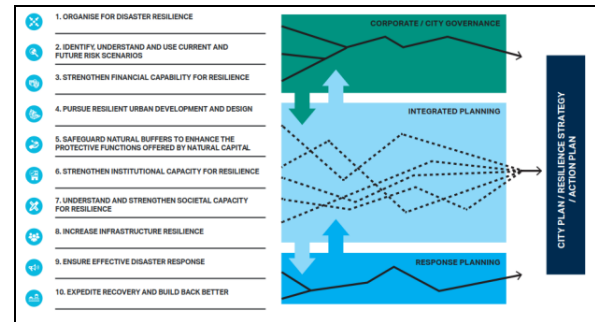 1. ORGANISE FOR DISASTER RESILIENCE
2. IDENTIFY, UNDERSTAND AND USE CURRENT AND
FUTURE RISK SCENARIOS
3. STRENGTHEN FINANCIAL CAPABILITY FOR RESILIENCE
4. PURSUE RESILIENT URBAN DEVELOPMENT AND DESIGN
5. SAFEGUARD NATURAL BUFFERS TO ENHANCE THE
PROTECTIVE FUNCTIONS OFFERED BY NATURAL CAPITAL
6. STRENGTHEN INSTITUTIONAL CAPACITY FOR RESILIENCE
7. UNDERSTAND AND STRENGTHEN SOCIETAL CAPACITY
FOR RESILIENCE
8. INCREASE INFRASTRUCTURE RESILIENCE
9. ENSURE EFFECTIVE DISASTER RESPONSE
10. EXPEDITE RECOVERY AND BUILD BACK BETTER
CORPORATE / CITY GOVERNANCE
INTEGRATED PLANNING
RESPONSE PLANNING
CITY PLAN / RESILIENCE STRATEGY
/ ACTION PLAN